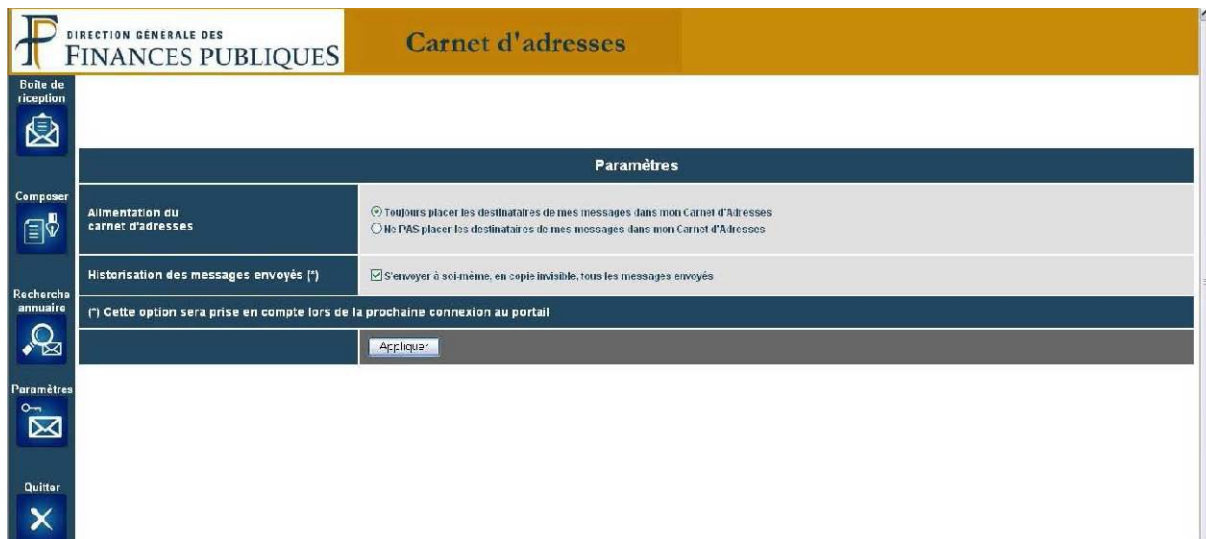 DIRECTION GÉNÉRALE DES
FINANCES PUBLIQUES
Carnet d'adresses
Boîte de
riception
Composer
Recherche
annuaire
Paramètres
Quitter
Paramètres
Alimentation du
carnet d'adresses
Toujours placer les destinataires de mes messages dans mon Carnet d'Adresses
Ne PAS placer les destinataires de mes messages dans mon Carnet d'Adresses
Historisation des messages envoyés (*)
S'envoyer à soi-même, en copie invisible, tous les messages envoyés
(*) Cette option sera prise en compte lors de la prochaine connexion au portail
Appliquer